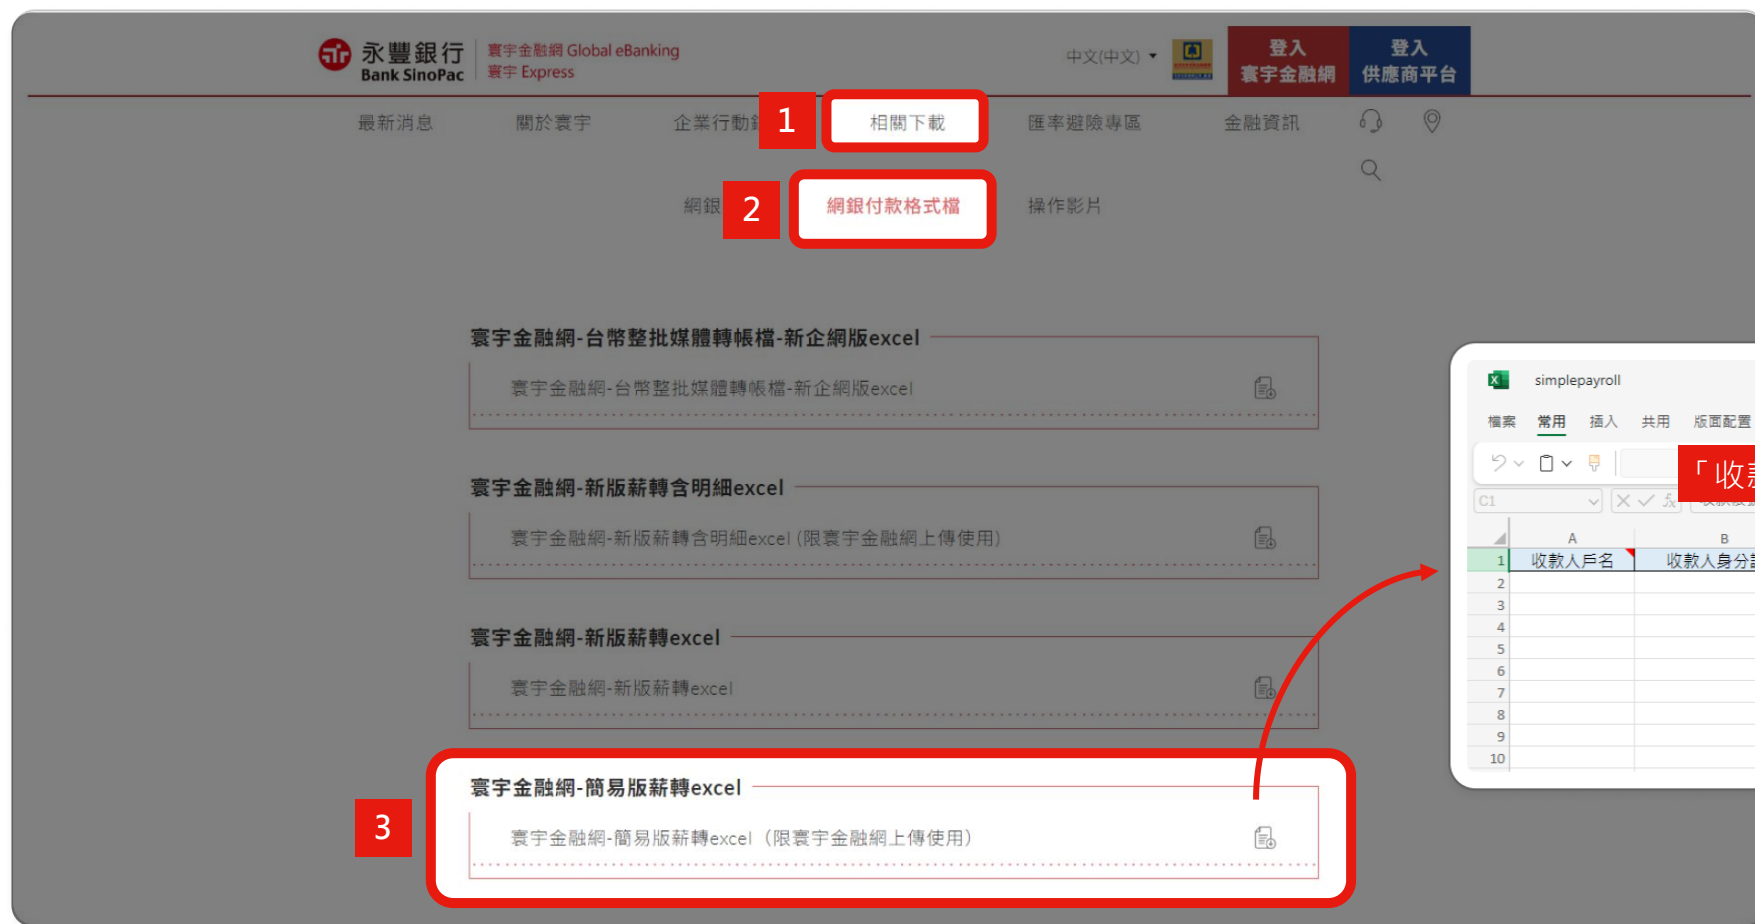 永豐銀行
Bank SinoPac
寰宇金融網 Global eBanking
寰宇 Express
中文(中文)
登入
寰宇金融網
登入
供應商平台
最新消息 關於寰宇 企業行動 1 相關下載 匯率避險專區 金融資訊
網銀 2 網銀付款格式檔 操作影片
寰宇金融網-台幣整批媒體轉帳檔-新企網版excel
寰宇金融網-台幣整批媒體轉帳檔-新企網版excel
寰宇金融網-新版薪轉含明細excel
寰宇金融網-新版薪轉含明細excel (限寰宇金融網上傳使用)
寰宇金融網-新版薪轉excel
寰宇金融網-新版薪轉excel
寰宇金融網-簡易版薪轉excel
3
寰宇金融網-簡易版薪轉excel（限寰宇金融網上傳使用）
simplepayroll
檔案 常用 插入 共用 版面配置
「收
C1 fx
A B
1 收款人戶名 收款人身分
2
3
4
5
6
7
8
9
10